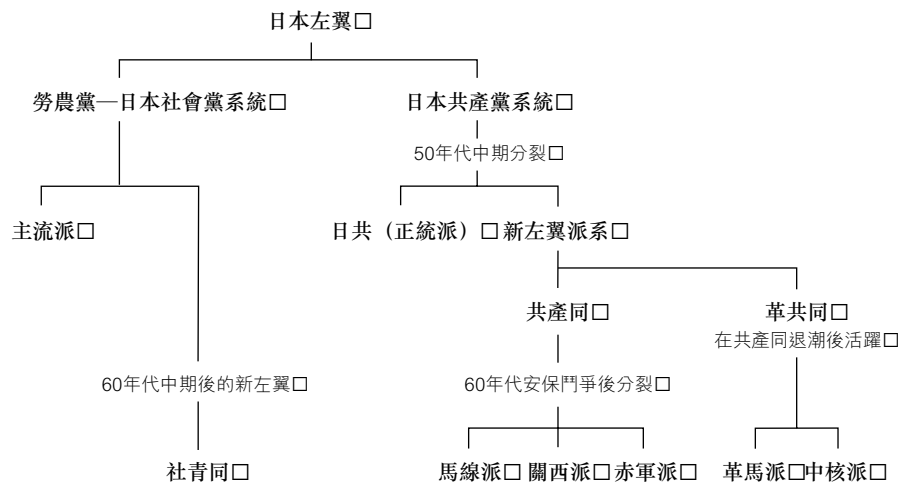 日本左翼□
勞農黨─日本社會黨系統□
日本共產黨系統□
50年代中期分裂□
主流派□
日共（正統派）□
新左翼派系□
共產同□
革共同□
在共產同退潮後活躍□
60年代中期後的新左翼□
60年代安保鬥爭後分裂□
社青同□
馬線派□
關西派□
赤軍派□
革馬派□
中核派□